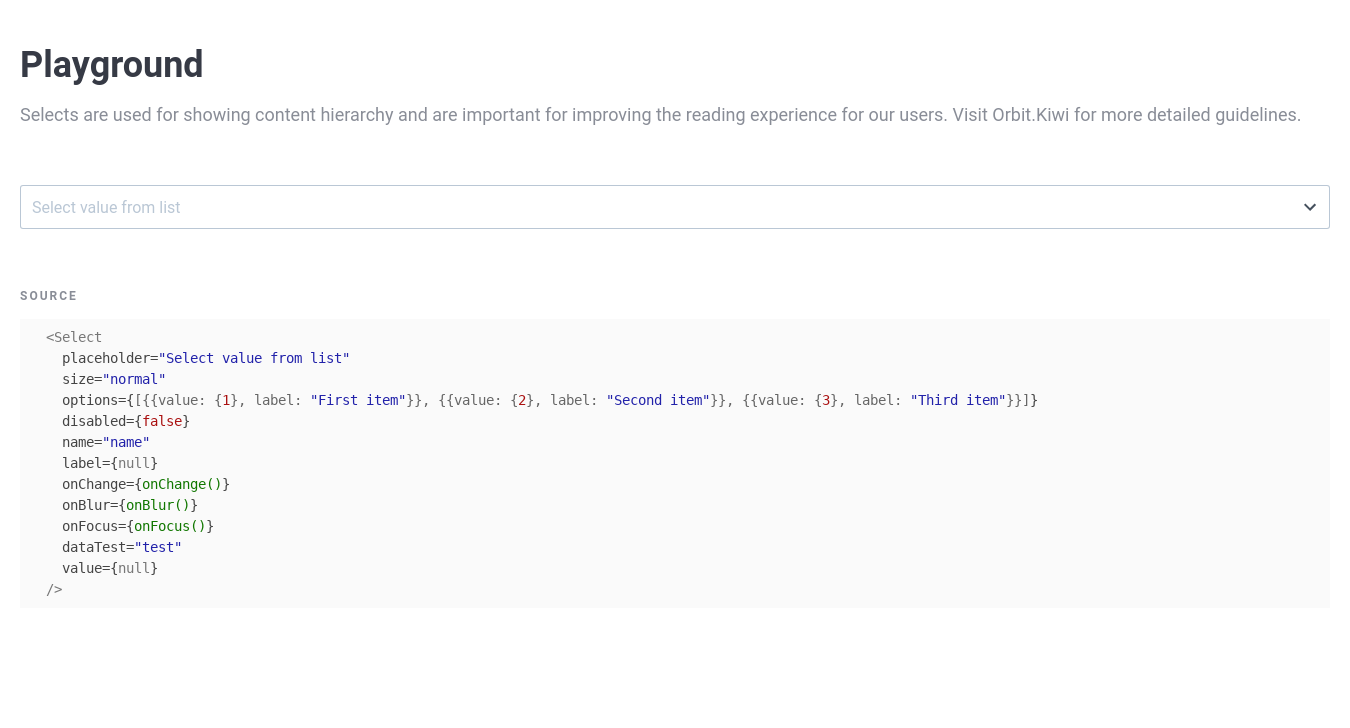 Playground
Selects are used for showing content hierarchy and are important for improving the reading experience for our users. Visit Orbit.Kiwi for more detailed guidelines.
Select value from list
SOURCE
<Select
  placeholder="Select value from list"
  size="normal"
  options={[{{value: {1}, label: "First item"}}, {{value: {2}, label: "Second item"}}, {{value: {3}, label: "Third item"}}]}
  disabled={false}
  name="name"
  label={null}
  onChange={onChange()}
  onBlur={onBlur()}
  onFocus={onFocus()}
  dataTest="test"
  value={null}
/>